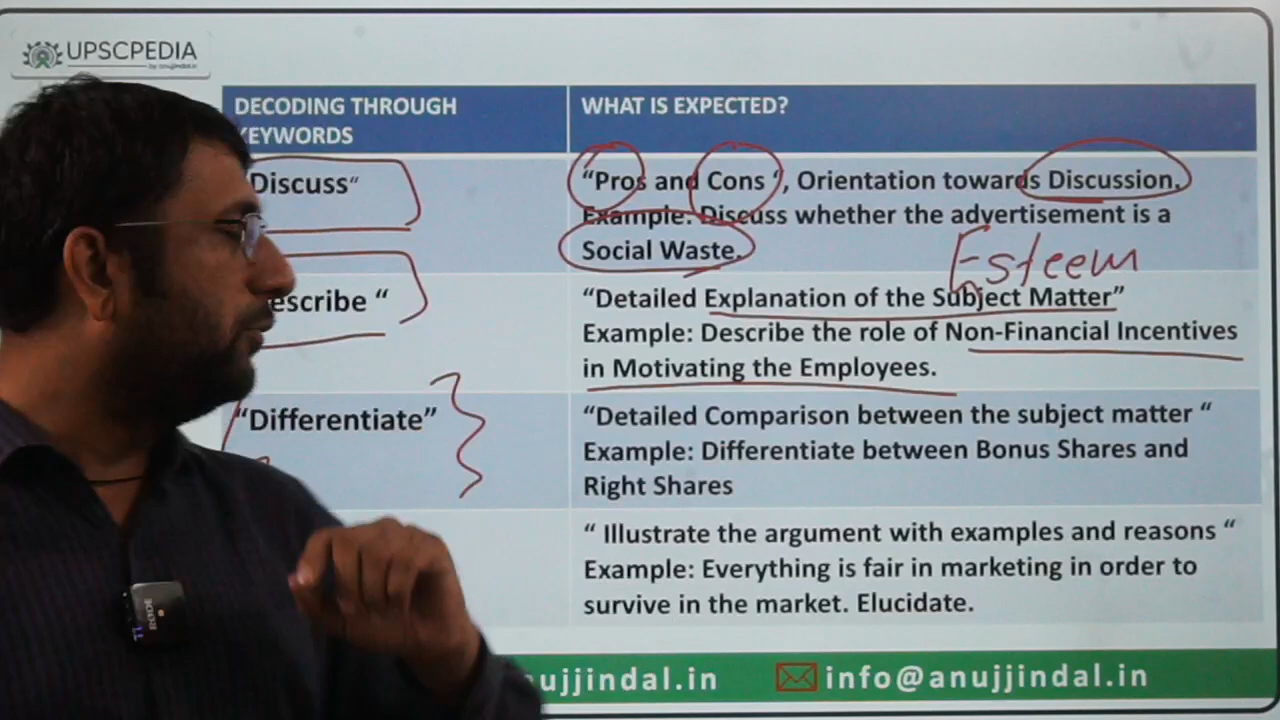 UPSCPEDIA
by anujjindal.in
DECODING THROUGH
KEYWORDS
WHAT IS EXPECTED?
"Discuss"
"Pros and Cons ", Orientation towards Discussion.
Example: Discuss whether the advertisement is a
Social Waste.
Esteem
escribe "
"Detailed Explanation of the Subject Matter"
Example: Describe the role of Non-Financial Incentives
in Motivating the Employees.
"Differentiate"
"Detailed Comparison between the subject matter "
Example: Differentiate between Bonus Shares and
Right Shares
" Illustrate the argument with examples and reasons "
Example: Everything is fair in marketing in order to
survive in the market. Elucidate.
ujjindal.in
info@anujjindal.in
RODE